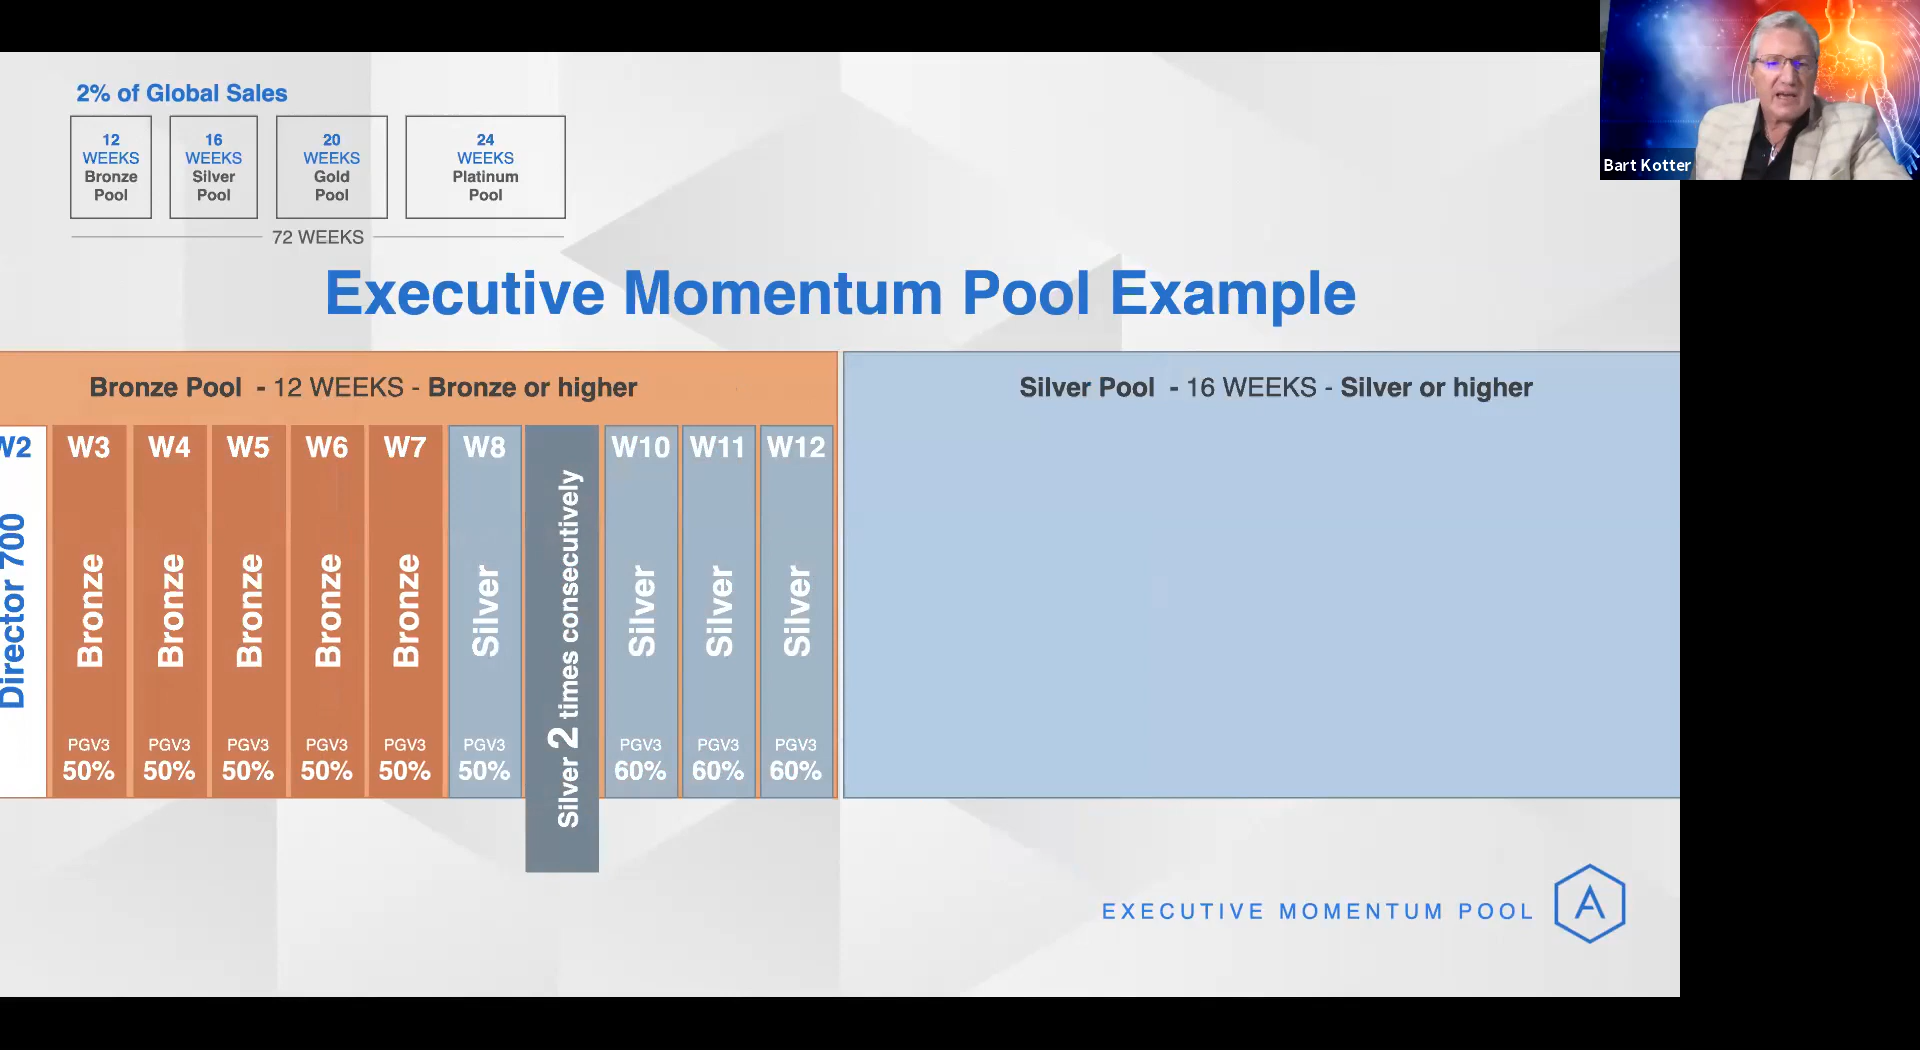 2% of Global Sales
12
WEEKS
Bronze
Pool
16
WEEKS
Silver
Pool
20
WEEKS
Gold
Pool
24
WEEKS
Platinum
Pool
72 WEEKS
Bart Kotter
Executive Momentum Pool Example
Bronze Pool - 12 WEEKS - Bronze or higher
Silver Pool - 16 WEEKS - Silver or higher
W2
Director 700
W3
Bronze
PGV3
50%
W4
Bronze
PGV3
50%
W5
Bronze
PGV3
50%
W6
Bronze
PGV3
50%
W7
Bronze
PGV3
50%
W8
Silver
PGV3
50%
Silver 2 times consecutively
W10
Silver
PGV3
60%
W11
Silver
PGV3
60%
W12
Silver
PGV3
60%
EXECUTIVE MOMENTUM POOL
A